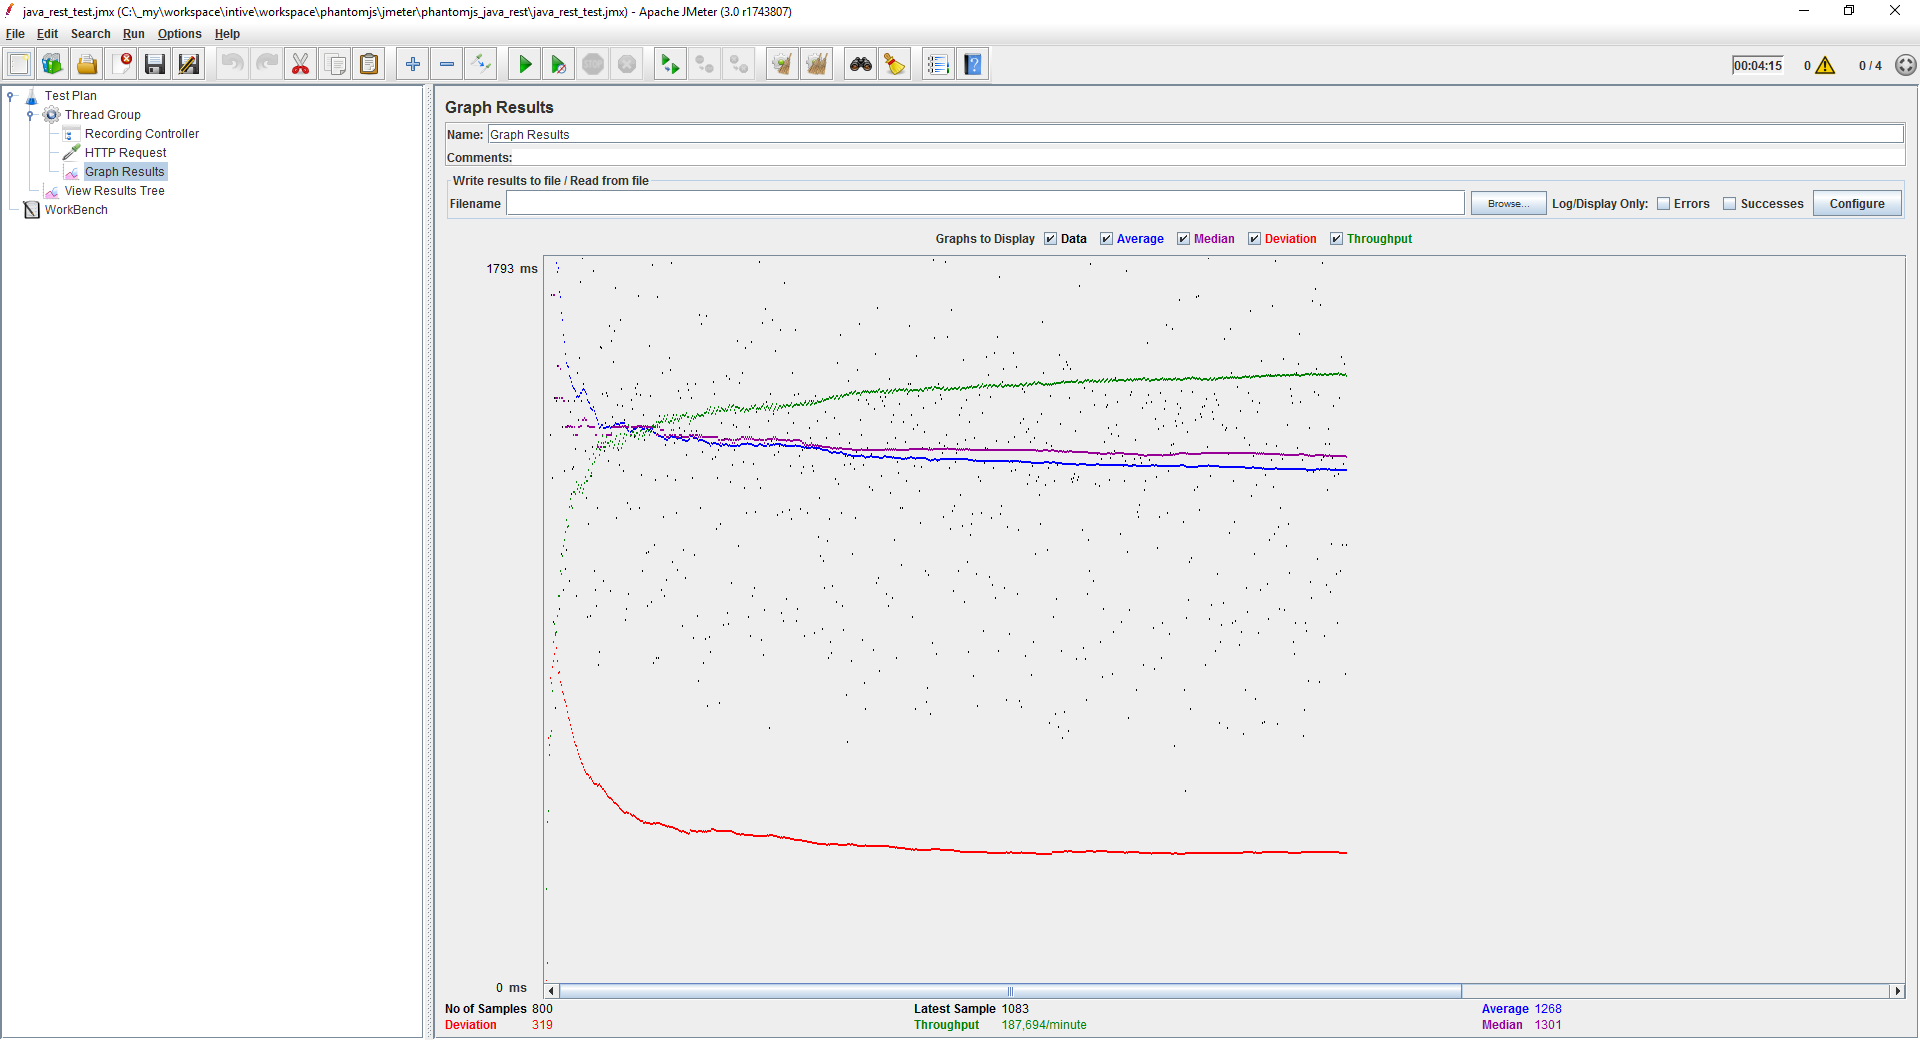 java_rest_test.jmx (C:\_my\workspace\intive\workspace\phantomjs\jmeter\phantomjs_java_rest\java_rest_test.jmx) - Apache JMeter (3.0 r1743807)
File Edit Search Run Options Help
STOP 00:04:15 0 0 / 4
Test Plan
Thread Group
Recording Controller
HTTP Request
Graph Results
View Results Tree
WorkBench
Graph Results
Name: Graph Results
Comments:
Write results to file / Read from file
Filename Browse... Log/Display Only: Errors Successes Configure
Graphs to Display Data Average Median Deviation Throughput
1793 ms
0 ms
No of Samples 800 Latest Sample 1083 Average 1268
Deviation 319 Throughput 187,694/minute Median 1301